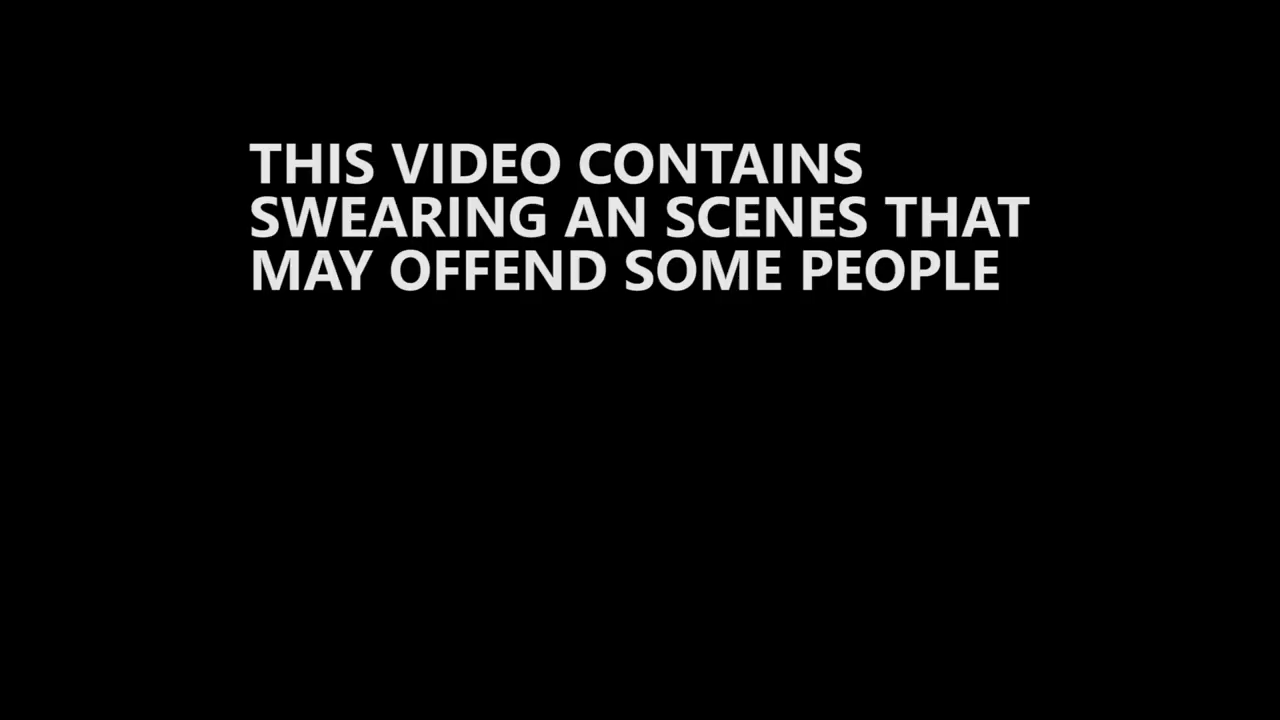 THIS VIDEO CONTAINS
SWEARING AN SCENES THAT
MAY OFFEND SOME PEOPLE